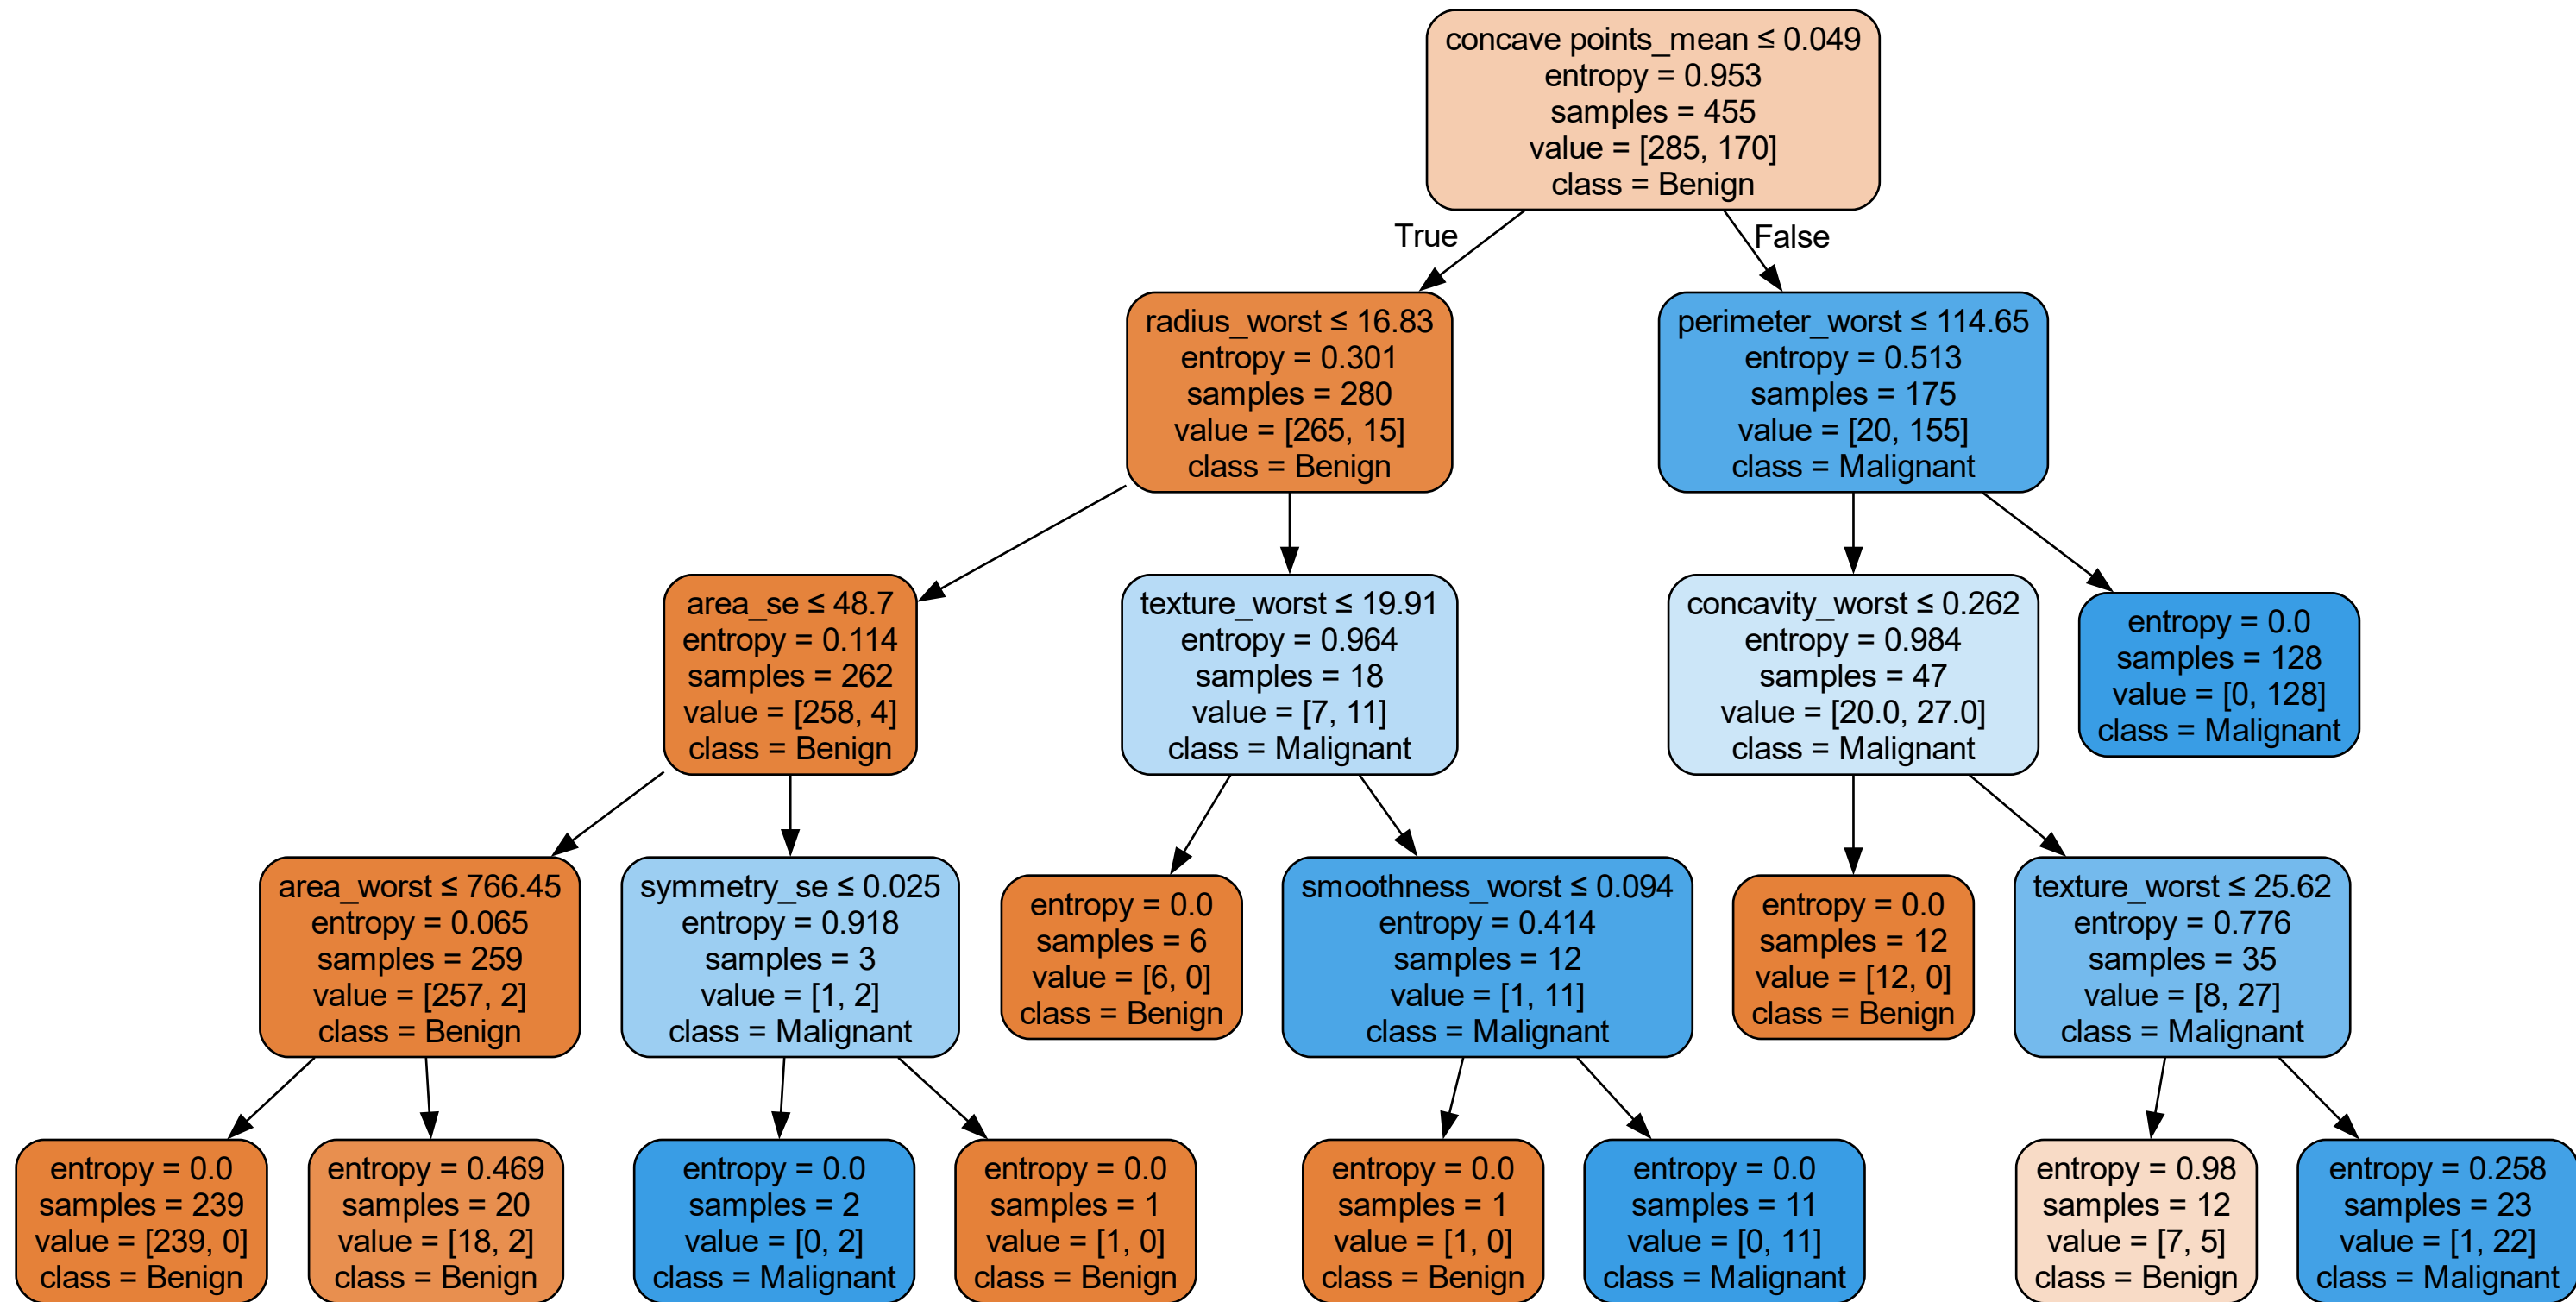 concave points_mean ≤ 0.049
entropy = 0.953
samples = 455
value = [285, 170]
class = Benign
True
False
radius_worst ≤ 16.83
entropy = 0.301
samples = 280
value = [265, 15]
class = Benign
perimeter_worst ≤ 114.65
entropy = 0.513
samples = 175
value = [20, 155]
class = Malignant
area_se ≤ 48.7
entropy = 0.114
samples = 262
value = [258, 4]
class = Benign
texture_worst ≤ 19.91
entropy = 0.964
samples = 18
value = [7, 11]
class = Malignant
concavity_worst ≤ 0.262
entropy = 0.984
samples = 47
value = [20.0, 27.0]
class = Malignant
entropy = 0.0
samples = 128
value = [0, 128]
class = Malignant
area_worst ≤ 766.45
entropy = 0.065
samples = 259
value = [257, 2]
class = Benign
symmetry_se ≤ 0.025
entropy = 0.918
samples = 3
value = [1, 2]
class = Malignant
entropy = 0.0
samples = 6
value = [6, 0]
class = Benign
smoothness_worst ≤ 0.094
entropy = 0.414
samples = 12
value = [1, 11]
class = Malignant
entropy = 0.0
samples = 12
value = [12, 0]
class = Benign
texture_worst ≤ 25.62
entropy = 0.776
samples = 35
value = [8, 27]
class = Malignant
entropy = 0.0
samples = 239
value = [239, 0]
class = Benign
entropy = 0.469
samples = 20
value = [18, 2]
class = Benign
entropy = 0.0
samples = 2
value = [0, 2]
class = Malignant
entropy = 0.0
samples = 1
value = [1, 0]
class = Benign
entropy = 0.0
samples = 1
value = [1, 0]
class = Benign
entropy = 0.0
samples = 11
value = [0, 11]
class = Malignant
entropy = 0.98
samples = 12
value = [7, 5]
class = Benign
entropy = 0.258
samples = 23
value = [1, 22]
class = Malignant